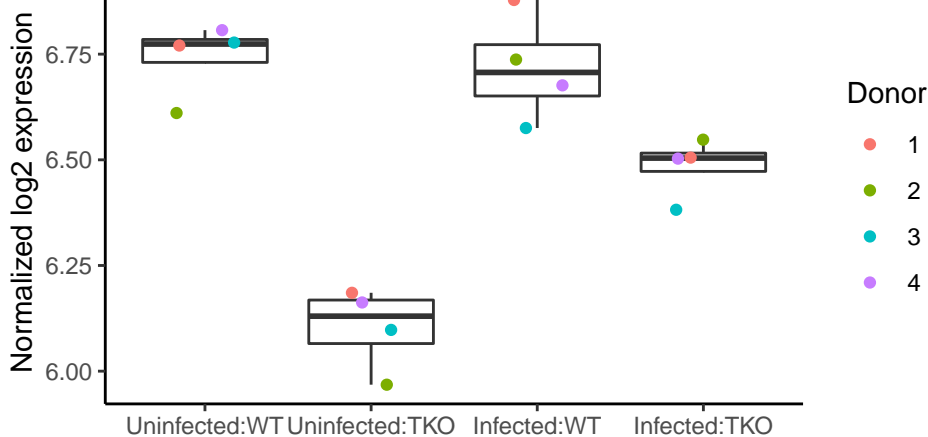 Normalized log2 expression
6.75
6.50
6.25
6.00
Uninfected:WT Uninfected:TKO Infected:WT Infected:TKO
Donor
1
2
3
4